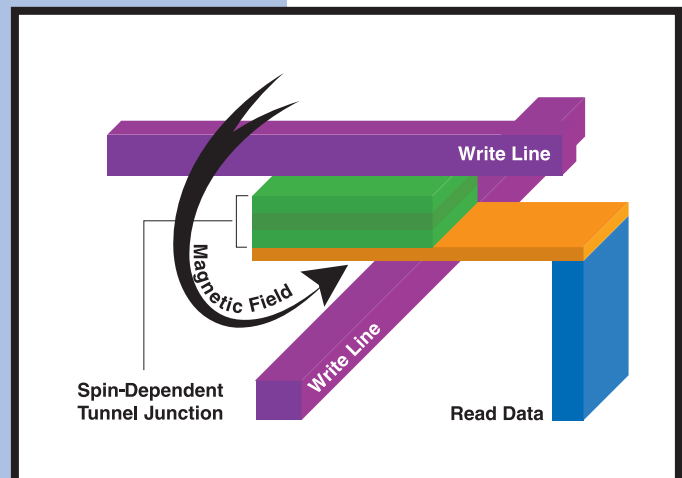 Write Line
Magnetic Field
Write Line
Spin-Dependent
Tunnel Junction
Read Data